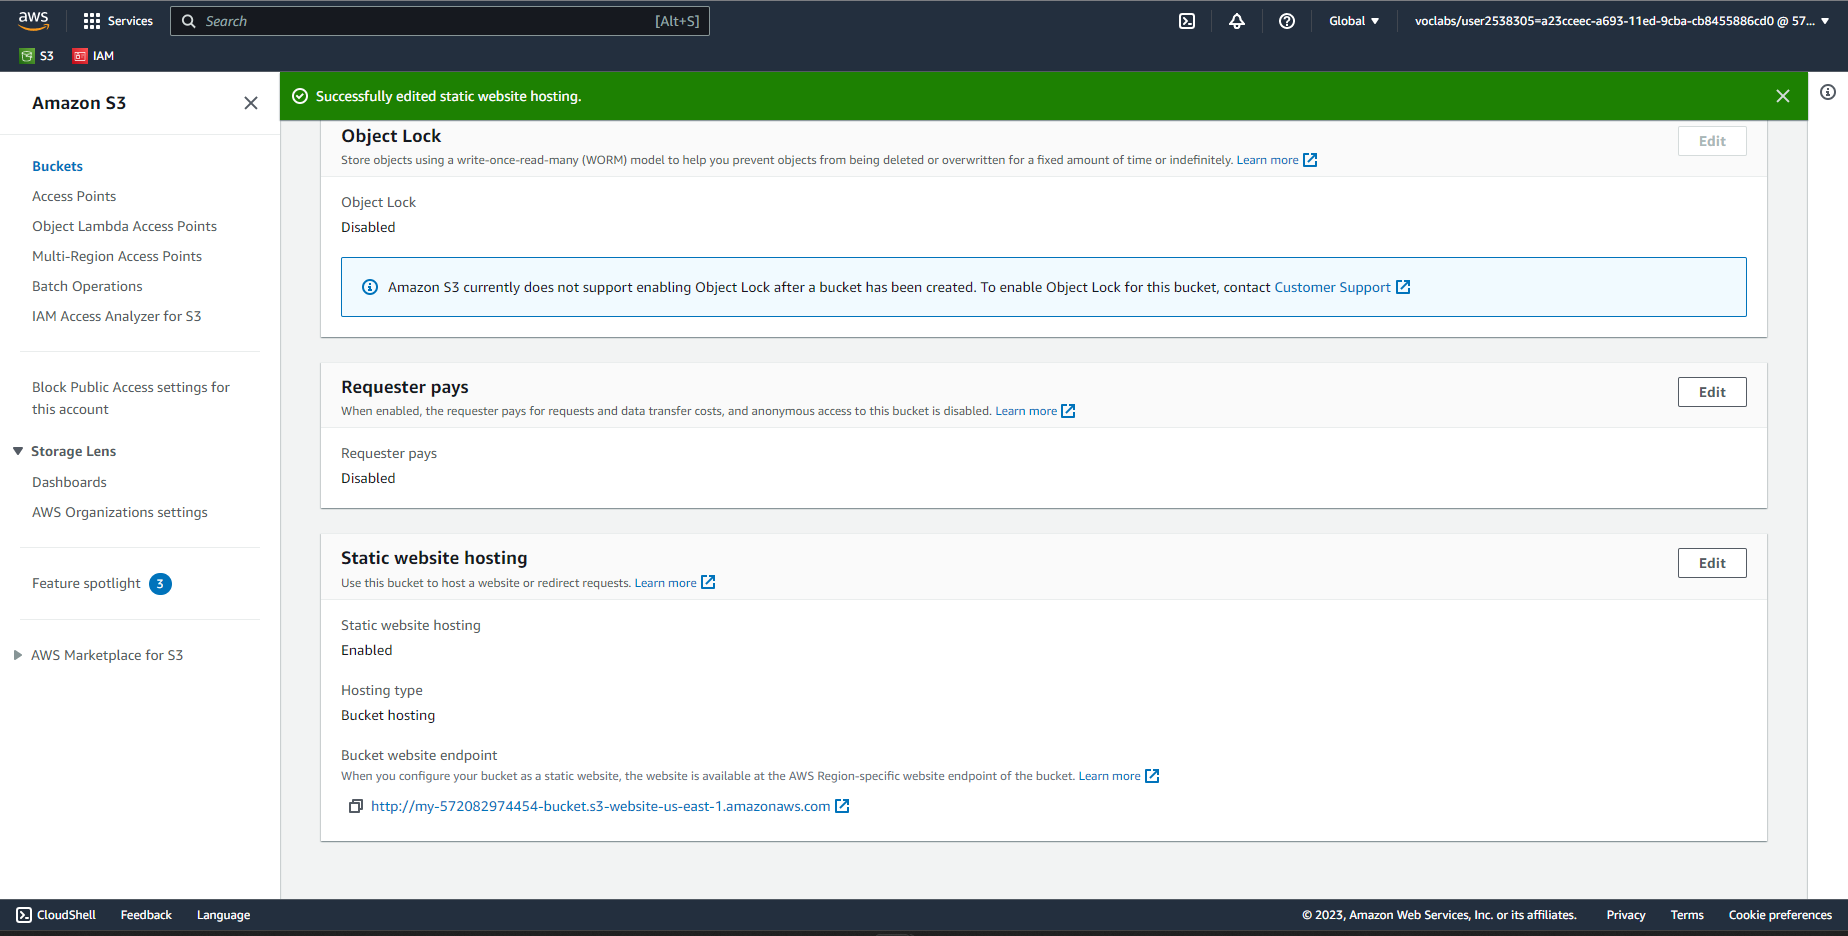 aws
Services
Search
[Alt+S]
Global
voclabs/user2538305=a23cceec-a693-11ed-9cba-cb8455886cd0 @ 57...
S3
IAM
Amazon S3
Successfully edited static website hosting.
Buckets
Access Points
Object Lambda Access Points
Multi-Region Access Points
Batch Operations
IAM Access Analyzer for S3
Block Public Access settings for
this account
Storage Lens
Dashboards
AWS Organizations settings
Feature spotlight 3
AWS Marketplace for S3
Object Lock
Edit
Store objects using a write-once-read-many (WORM) model to help you prevent objects from being deleted or overwritten for a fixed amount of time or indefinitely. Learn more
Object Lock
Disabled
Amazon S3 currently does not support enabling Object Lock after a bucket has been created. To enable Object Lock for this bucket, contact Customer Support
Requester pays
Edit
When enabled, the requester pays for requests and data transfer costs, and anonymous access to this bucket is disabled. Learn more
Requester pays
Disabled
Static website hosting
Edit
Use this bucket to host a website or redirect requests. Learn more
Static website hosting
Enabled
Hosting type
Bucket hosting
Bucket website endpoint
When you configure your bucket as a static website, the website is available at the AWS Region-specific website endpoint of the bucket. Learn more
http://my-572082974454-bucket.s3-website-us-east-1.amazonaws.com
CloudShell
Feedback
Language
© 2023, Amazon Web Services, Inc. or its affiliates.
Privacy
Terms
Cookie preferences